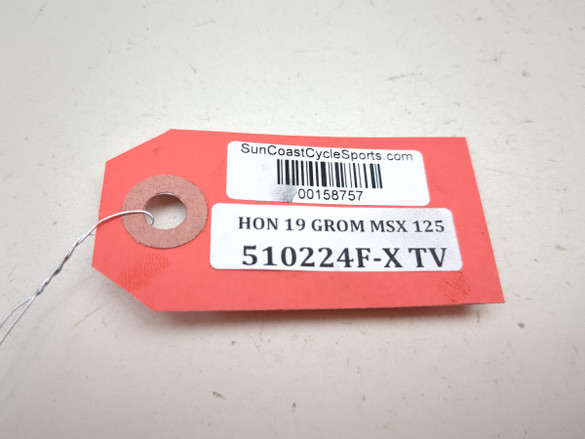 SunCoastCycleSports.com
00158757
HON 19 GROM MSX 125
510224F-X TV